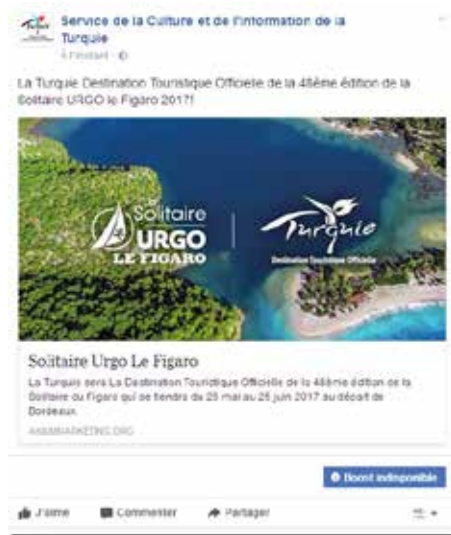 Service de la Culture et de l'Information de la
Turquie
À l'instant
La Turquie Destination Touristique Officielle de la 48ème édition de la
Solitaire URGO le Figaro 2017!
Solitaire
URGO
LE FIGARO
Turquie
Destination Touristique Officielle
Solitaire Urgo Le Figaro
La Turquie sera La Destination Touristique Officielle de la 48ème édition de la
Solitaire du Figaro qui se tiendra du 25 mai au 25 juin 2017 au départ de
Bordeaux.
Boost indisponible
J'aime Commenter Partager